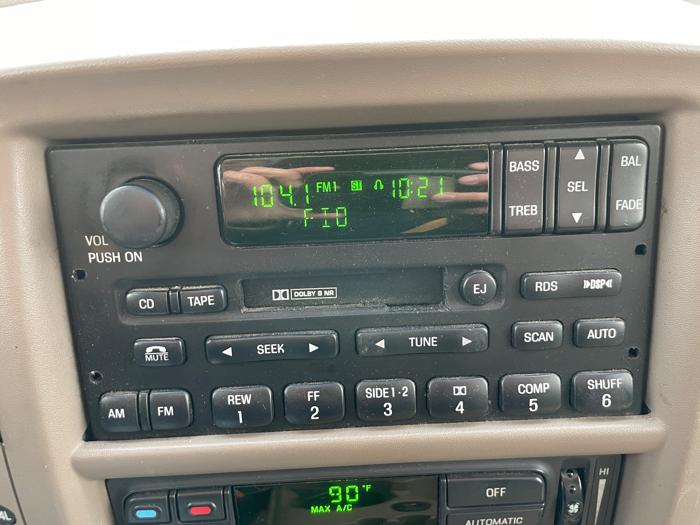 104.1 FM1 ST 10:21
FIO
BASS
TREB
SEL
BAL
FADE
VOL
PUSH ON
CD
TAPE
DOLBY B NR
EJ
RDS
DSP
MUTE
SEEK
TUNE
SCAN
AUTO
AM
FM
REW
1
FF
2
SIDE 1·2
3
4
COMP
5
SHUFF
6
90°F
MAX A/C
OFF
AUTOMATIC
HI